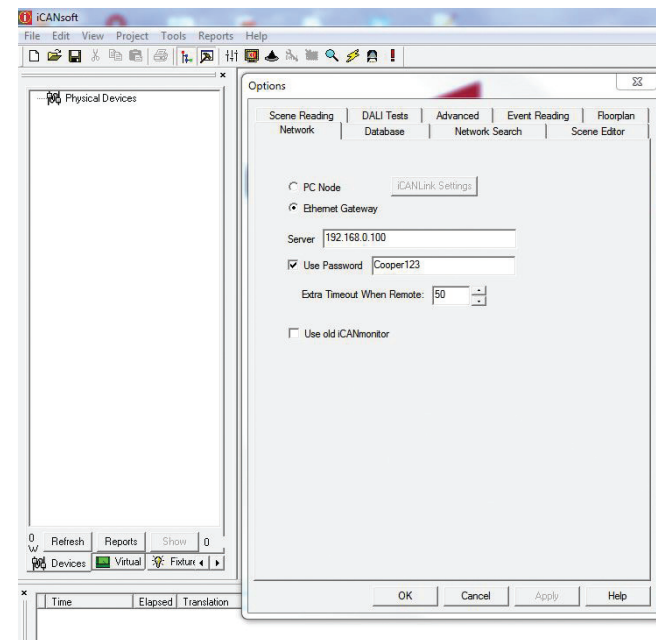 iCANsoft
File Edit View Project Tools Reports Help
Physical Devices
Options
Scene Reading DALI Tests Advanced Event Reading Floorplan
Network Database Network Search Scene Editor
PC Node iCANLink Settings
Ethernet Gateway
Server 192.168.0.100
Use Password Cooper123
Extra Timeout When Remote: 50
Use old iCANmonitor
0 W Refresh Reports Show 0
Devices Virtual Fixture
OK Cancel Apply Help
Time Elapsed Translation